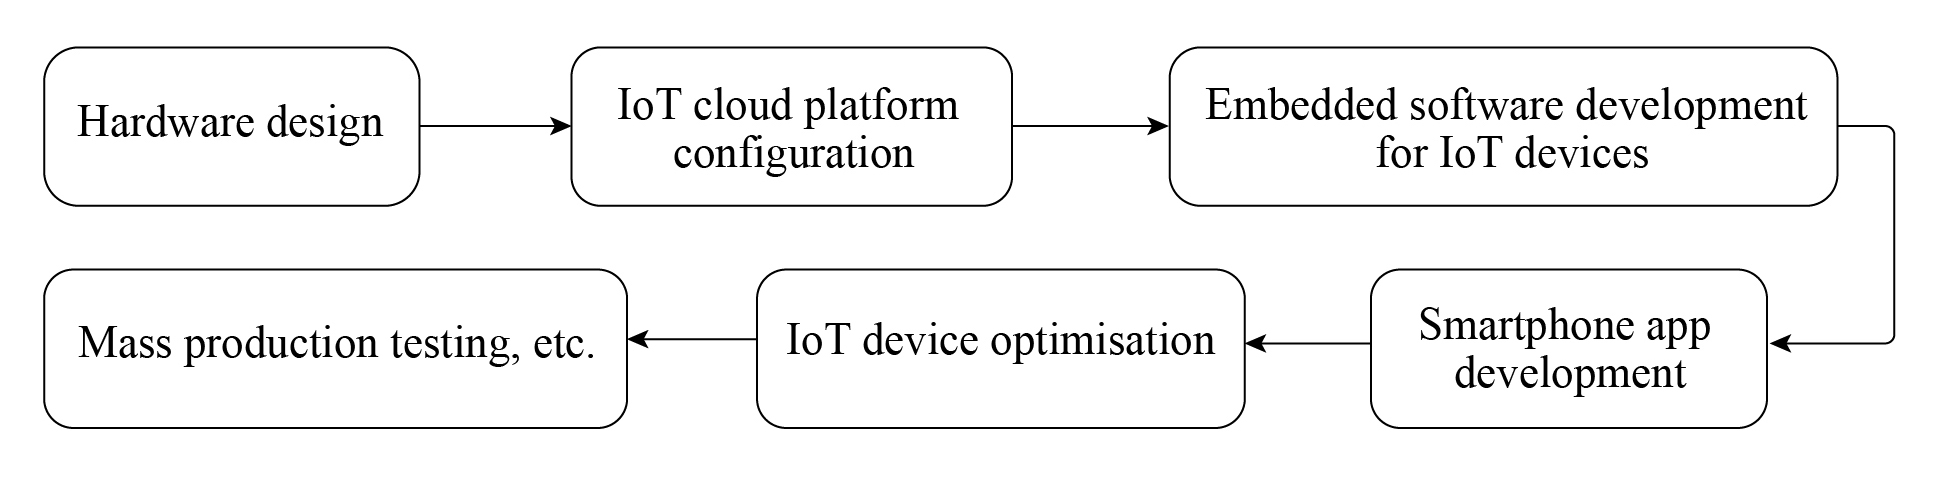 Hardware design
IoT cloud platform
configuration
Embedded software development
for IoT devices
Smartphone app
development
IoT device optimisation
Mass production testing, etc.